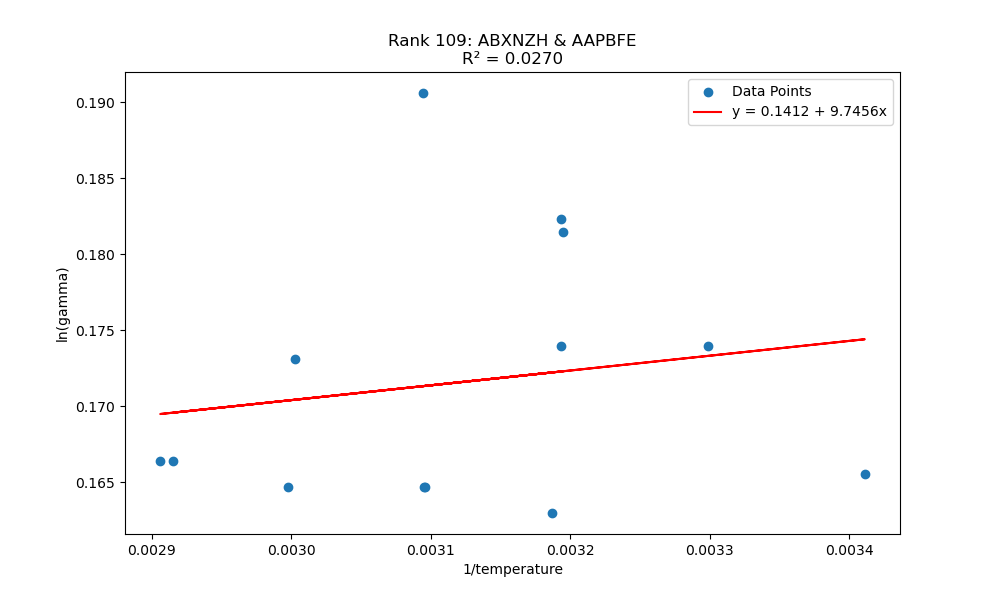 Rank 109: ABXNZH & AAPBFE
R² = 0.0270
Data Points
y = 0.1412 + 9.7456x
0.190
0.185
0.180
0.175
0.170
0.165
ln(gamma)
0.0029
0.0030
0.0031
0.0032
0.0033
0.0034
1/temperature